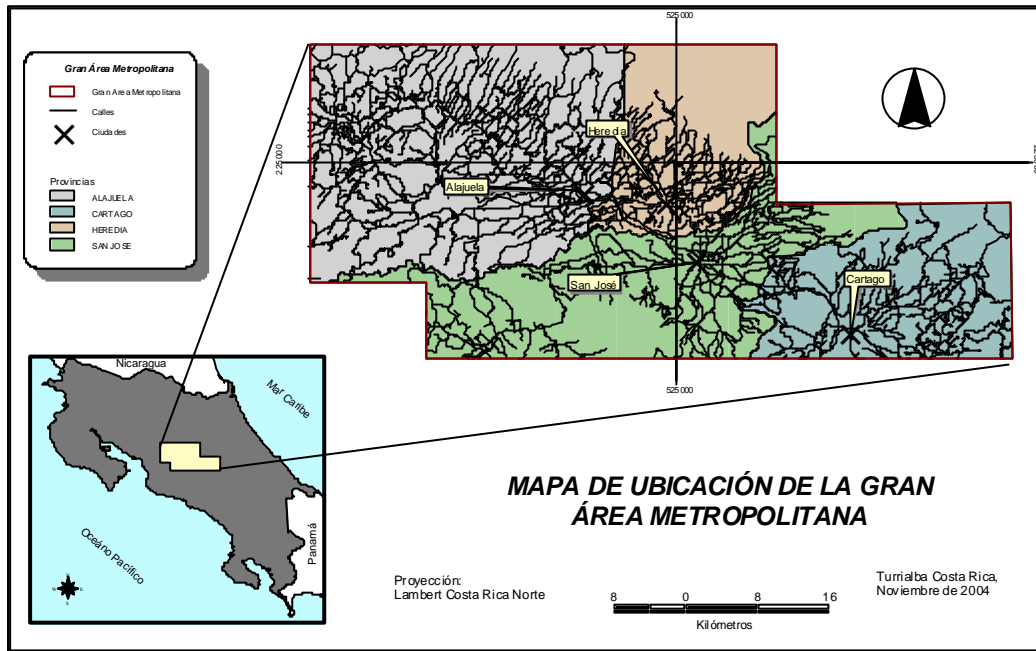 525000
Gran Área Metropolitana
Gran Area Metropolitana
Calles
Ciudades
Provincias
ALAJUELA
CARTAGO
HEREDIA
SAN JOSE
225000
Heredia
Alajuela
San José
Cartago
525000
Nicaragua
Mar Caribe
Océano Pacífico
Panamá
N
W E
S
MAPA DE UBICACIÓN DE LA GRAN
ÁREA METROPOLITANA
Proyección:
Lambert Costa Rica Norte
8 0 8 16
Kilómetros
Turrialba Costa Rica,
Noviembre de 2004